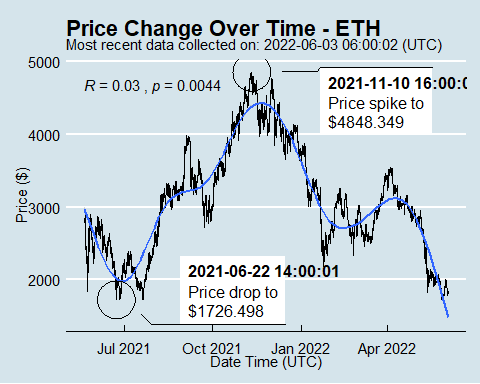 Price Change Over Time - ETH
Most recent data collected on: 2022-06-03 06:00:02 (UTC)
R = 0.03 , p = 0.0044
2021-11-10 16:00:0
Price spike to
$4848.349
2021-06-22 14:00:01
Price drop to
$1726.498
Price ($)
5000
4000
3000
2000
Jul 2021
Oct 2021
Jan 2022
Apr 2022
Date Time (UTC)